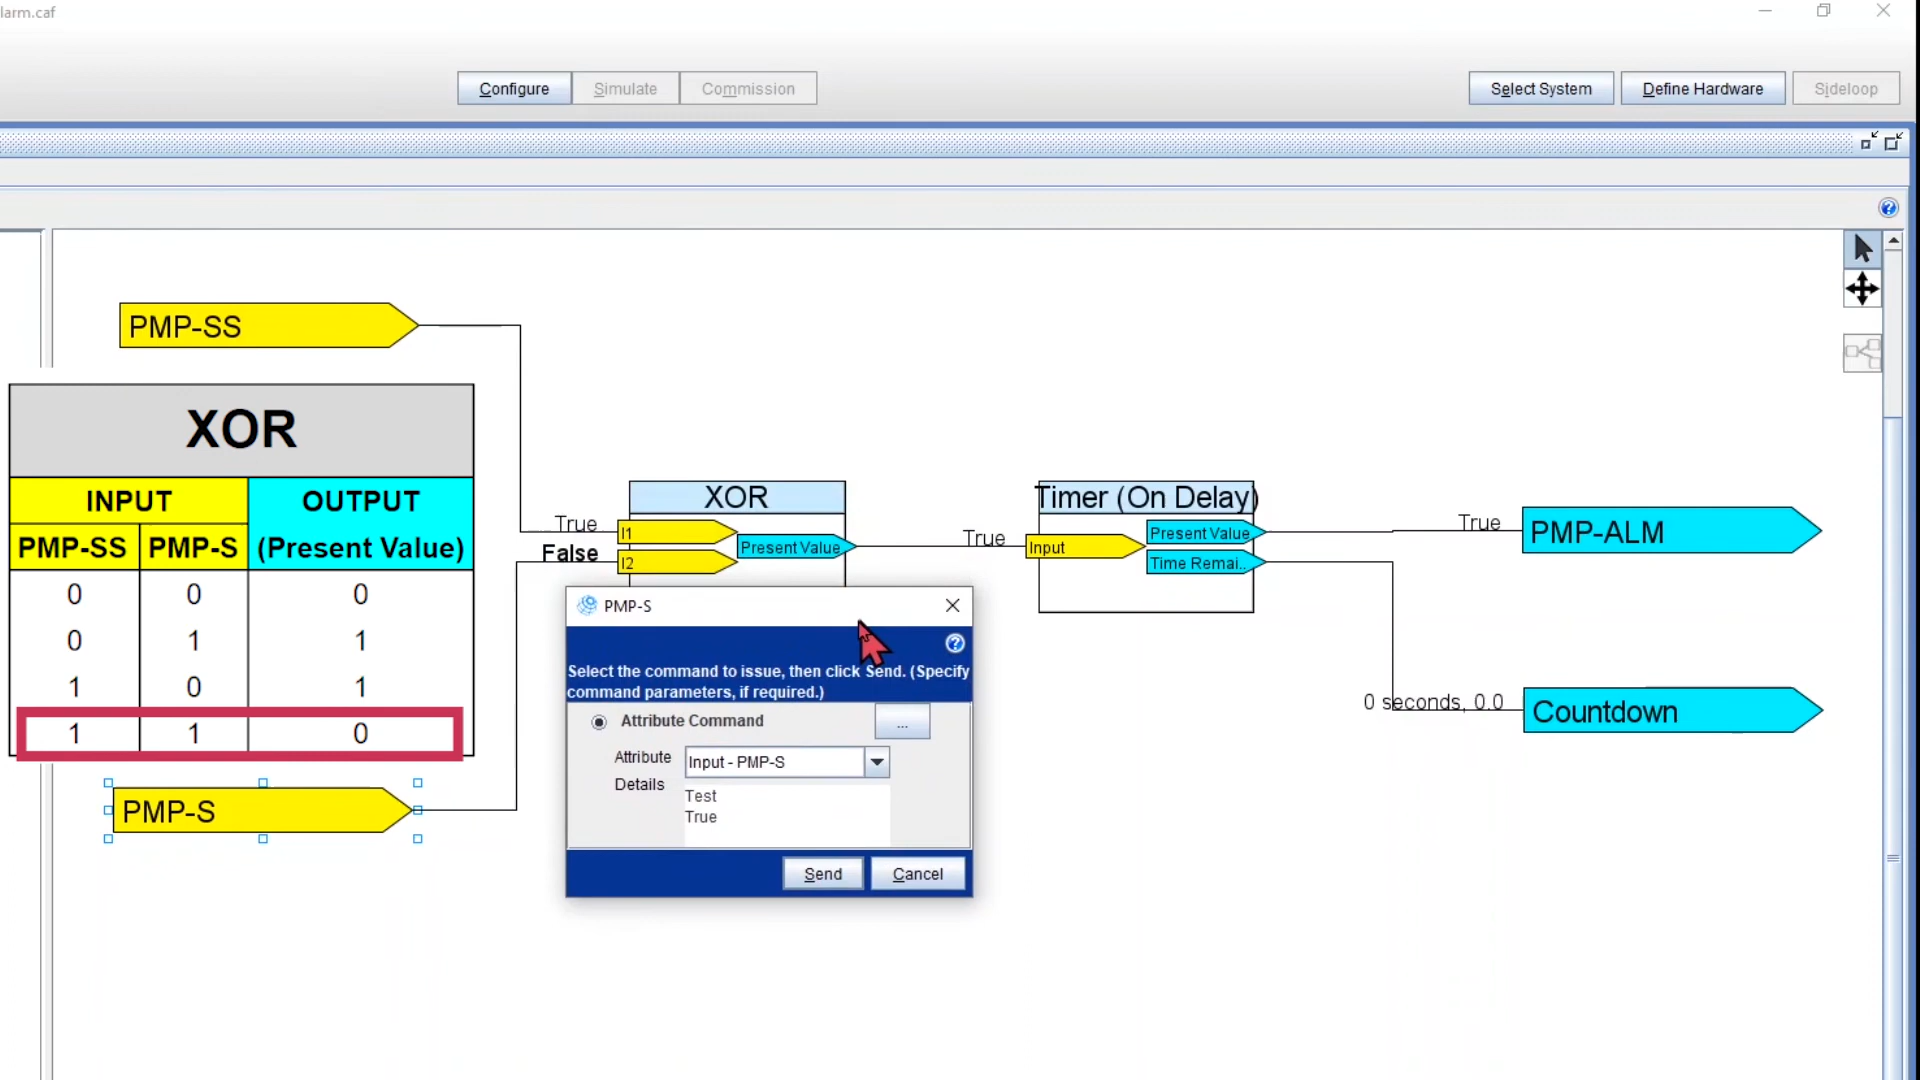 larm.caf
Configure
Simulate
Commission
Select System
Define Hardware
Sideloop
PMP-SS
XOR
INPUT
OUTPUT
PMP-SS
PMP-S
(Present Value)
0 0 0
0 1 1
1 0 1
1 1 0
PMP-S
True
False
XOR
I1
I2
Present Value
True
Timer (On Delay)
Input
Present Value
Time Remai..
True
PMP-ALM
0 seconds, 0.0
Countdown
PMP-S
Select the command to issue, then click Send. (Specify
command parameters, if required.)
Attribute Command
...
Attribute
Input - PMP-S
Details
Test
True
Send
Cancel